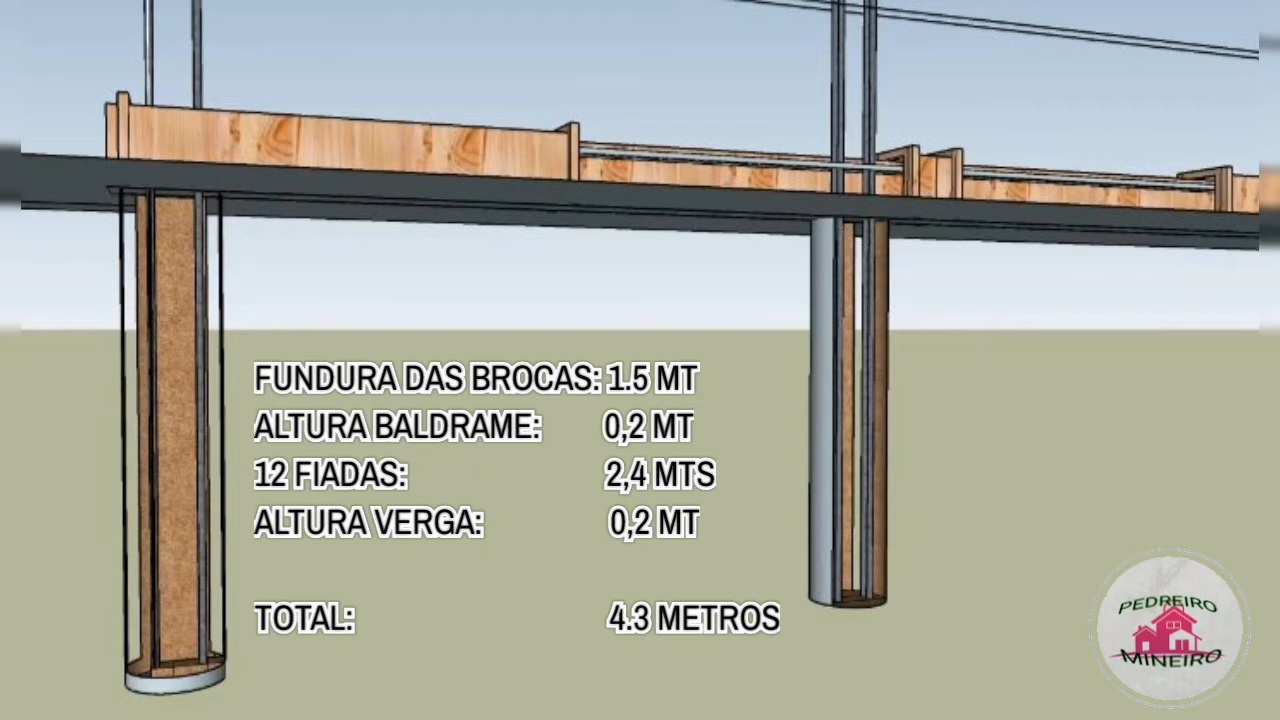 FUNDURA DAS BROCAS: 1.5 MT
ALTURA BALDRAME: 0,2 MT
12 FIADAS: 2,4 MTS
ALTURA VERGA: 0,2 MT
TOTAL: 4.3 METROS
PEDREIRO
MINEIRO